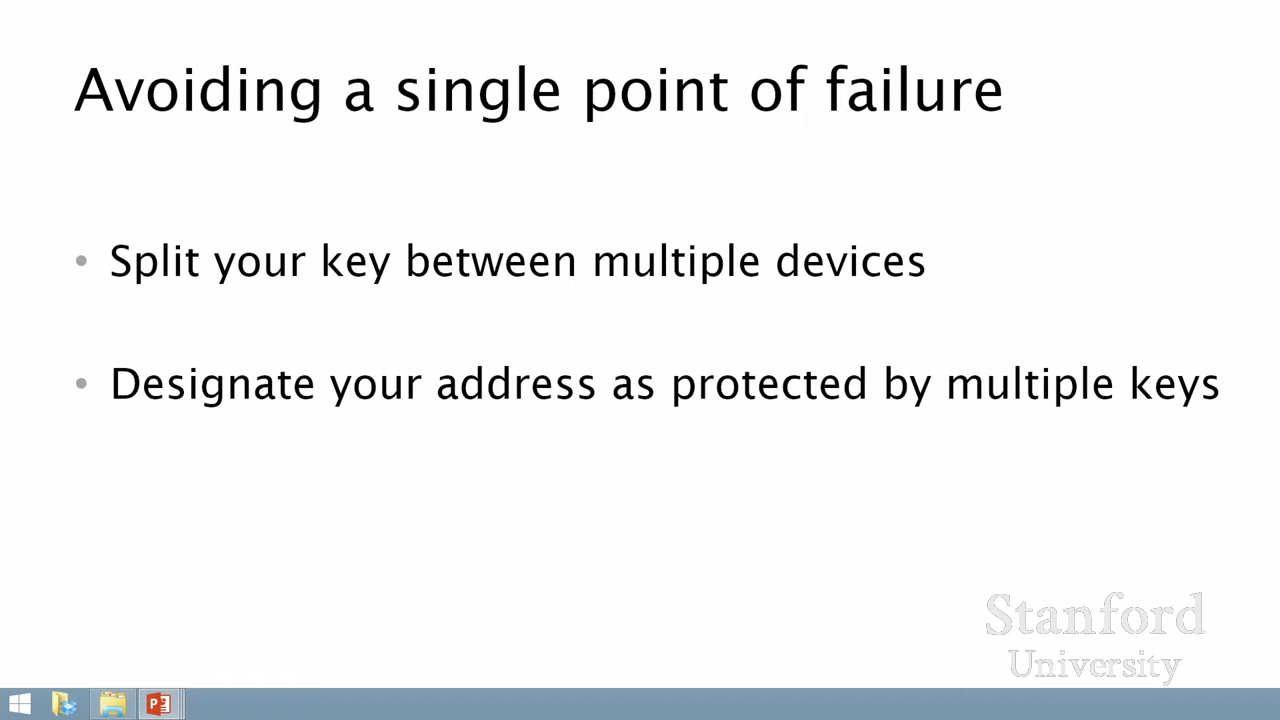 Avoiding a single point of failure
• Split your key between multiple devices
• Designate your address as protected by multiple keys
Stanford
University